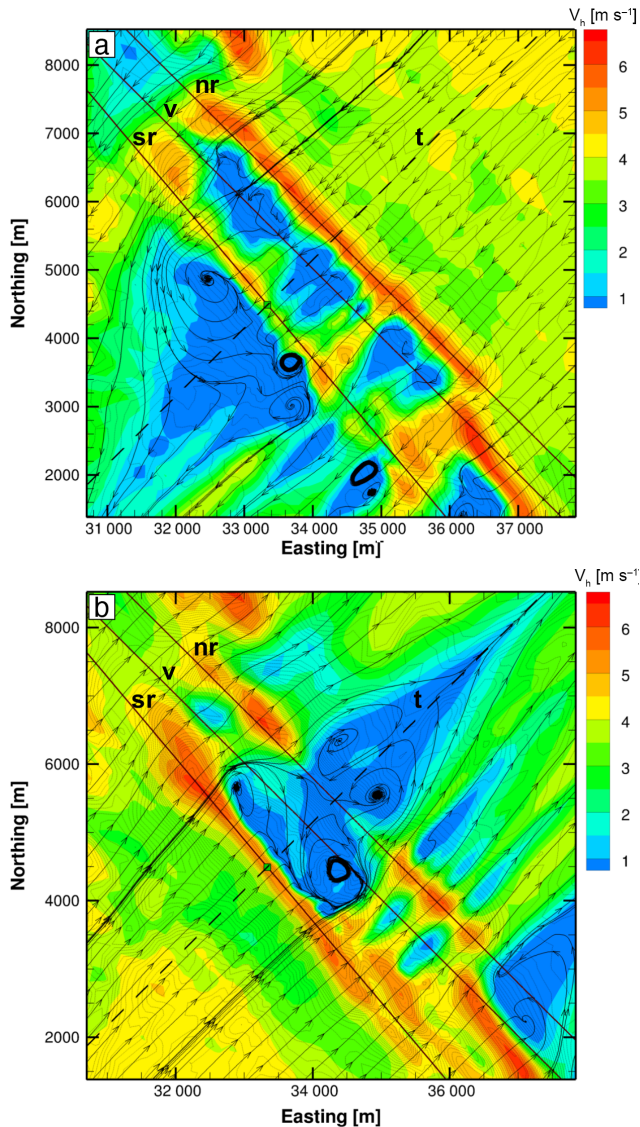 V_h [m s⁻¹]
a
8000
7000
6000
5000
4000
3000
2000
Northing [m]
nr
v
sr
t
6
5
4
3
2
1
31 000 32 000 33 000 34 000 35 000 36 000 37 000
Easting [m]
V_h [m s⁻¹]
b
8000
6000
4000
2000
Northing [m]
nr
v
sr
t
6
5
4
3
2
1
32 000 34 000 36 000
Easting [m]